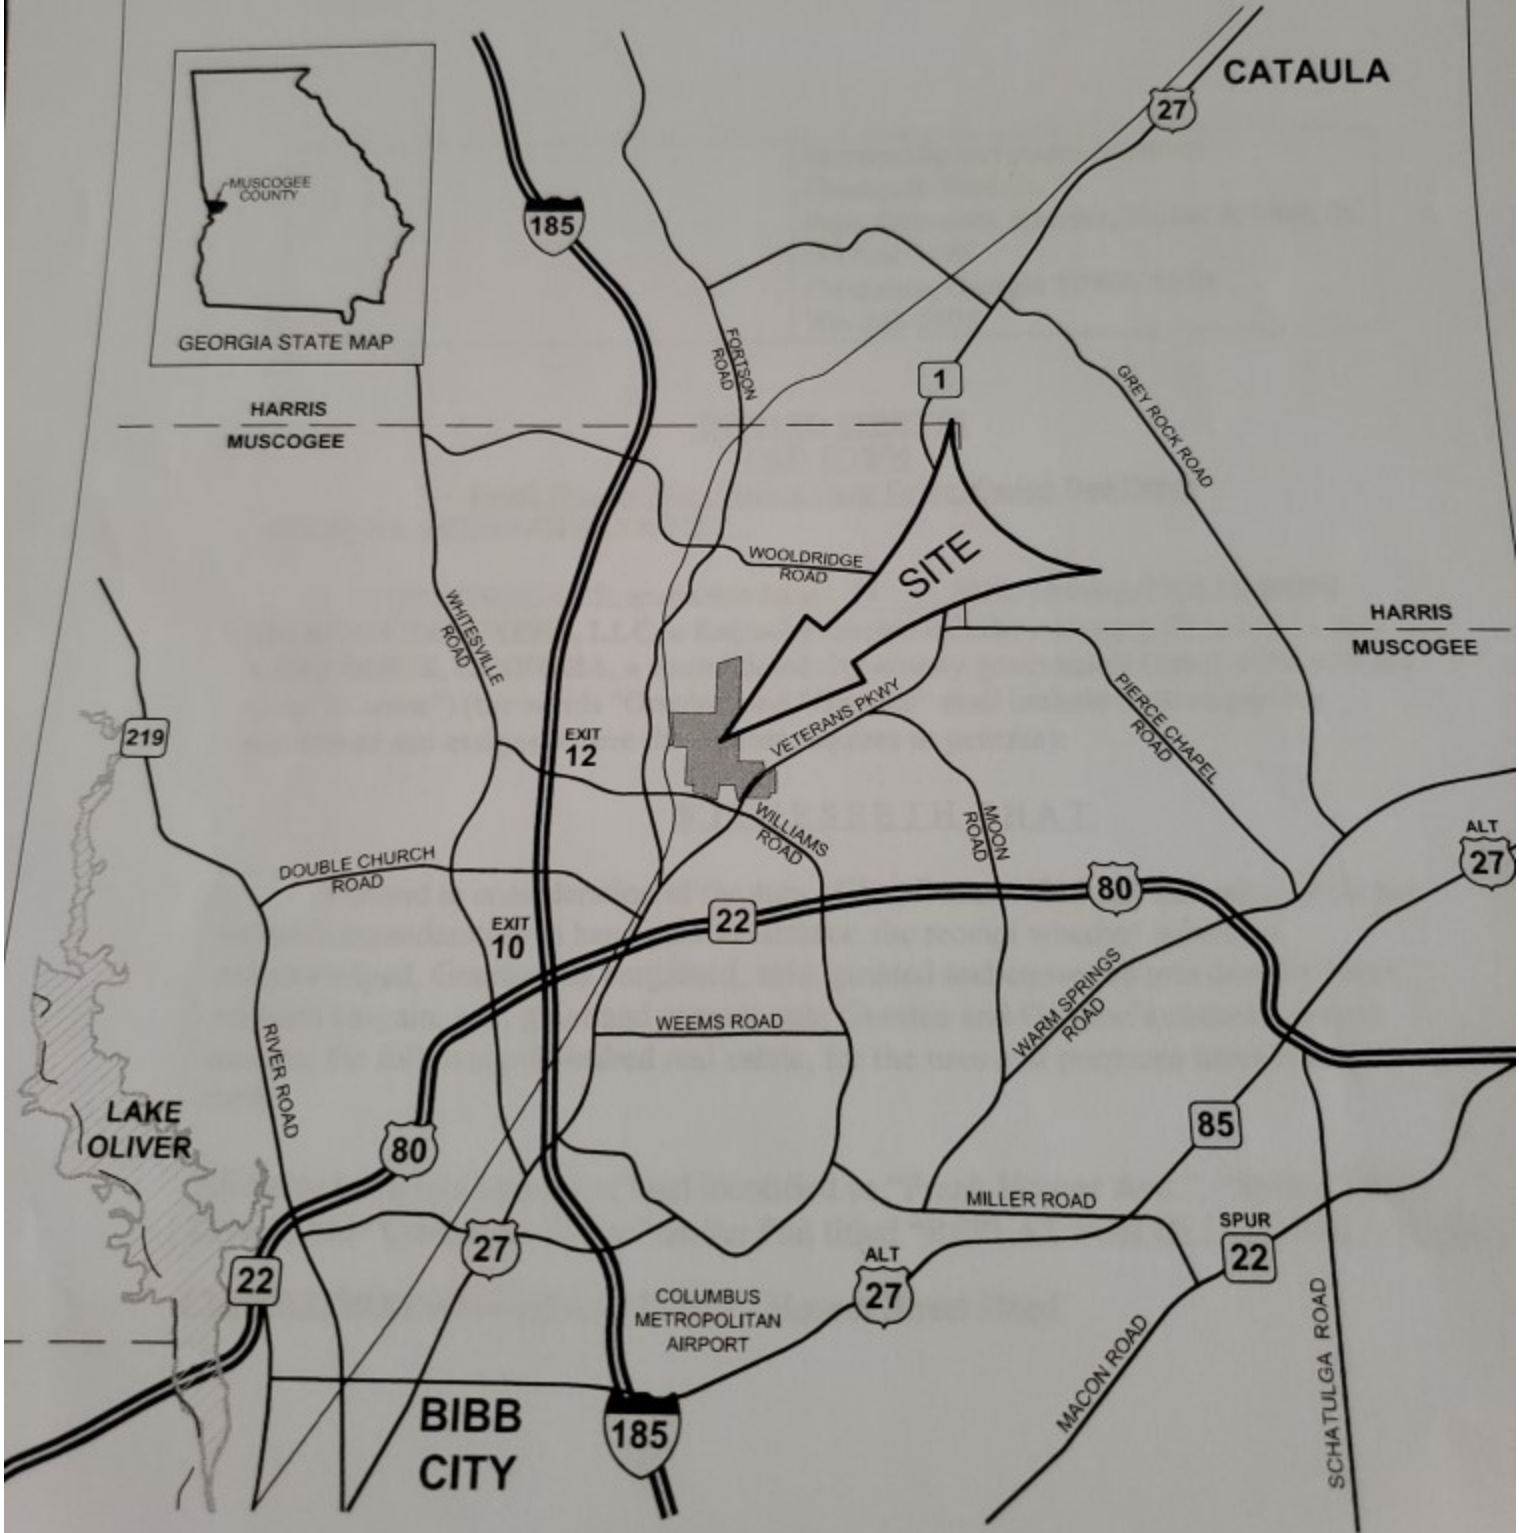 CATAULA
27
185
MUSCOGEE
COUNTY
GEORGIA STATE MAP
FORTSON
ROAD
1
GREY ROCK ROAD
HARRIS
MUSCOGEE
SITE
WOOLDRIDGE
ROAD
WHITESVILLE
ROAD
HARRIS
MUSCOGEE
PIERCE CHAPEL
ROAD
VETERANS PKWY
219
EXIT
12
WILLIAMS
ROAD
MOON
ROAD
ALT
27
DOUBLE CHURCH
ROAD
80
22
EXIT
10
WARM SPRINGS
ROAD
WEEMS ROAD
RIVER ROAD
LAKE
OLIVER
80
85
MILLER ROAD
SPUR
22
27
ALT
27
22
COLUMBUS
METROPOLITAN
AIRPORT
MACON ROAD
SCHATULGA ROAD
BIBB
CITY
185